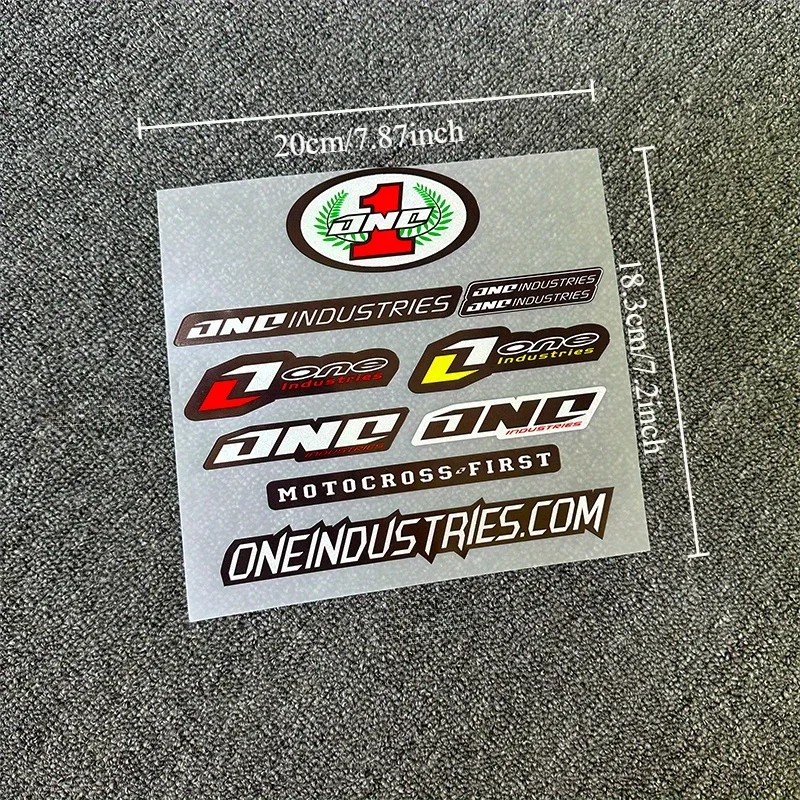 20cm/7.87inch
18.3cm/7.2inch
1
ONE
ONE INDUSTRIES
ONE INDUSTRIES
ONE INDUSTRIES
one
Industries
one
Industries
ONE
INDUSTRIES
ONE
INDUSTRIES
MOTOCROSS FIRST
ONEINDUSTRIES.COM